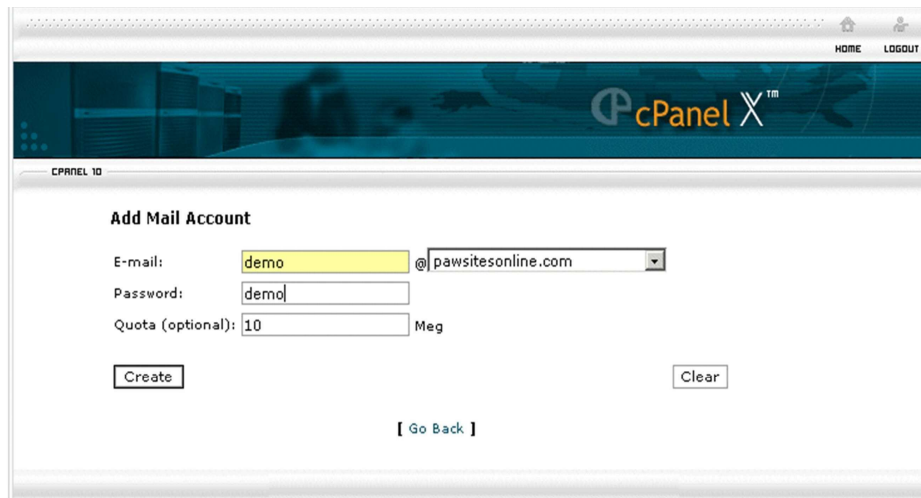 HOME LOGOUT
cPanel X™
CPANEL 10
Add Mail Account
E-mail: demo @ pawsitesonline.com
Password: demo
Quota (optional): 10 Meg
Create Clear
[ Go Back ]